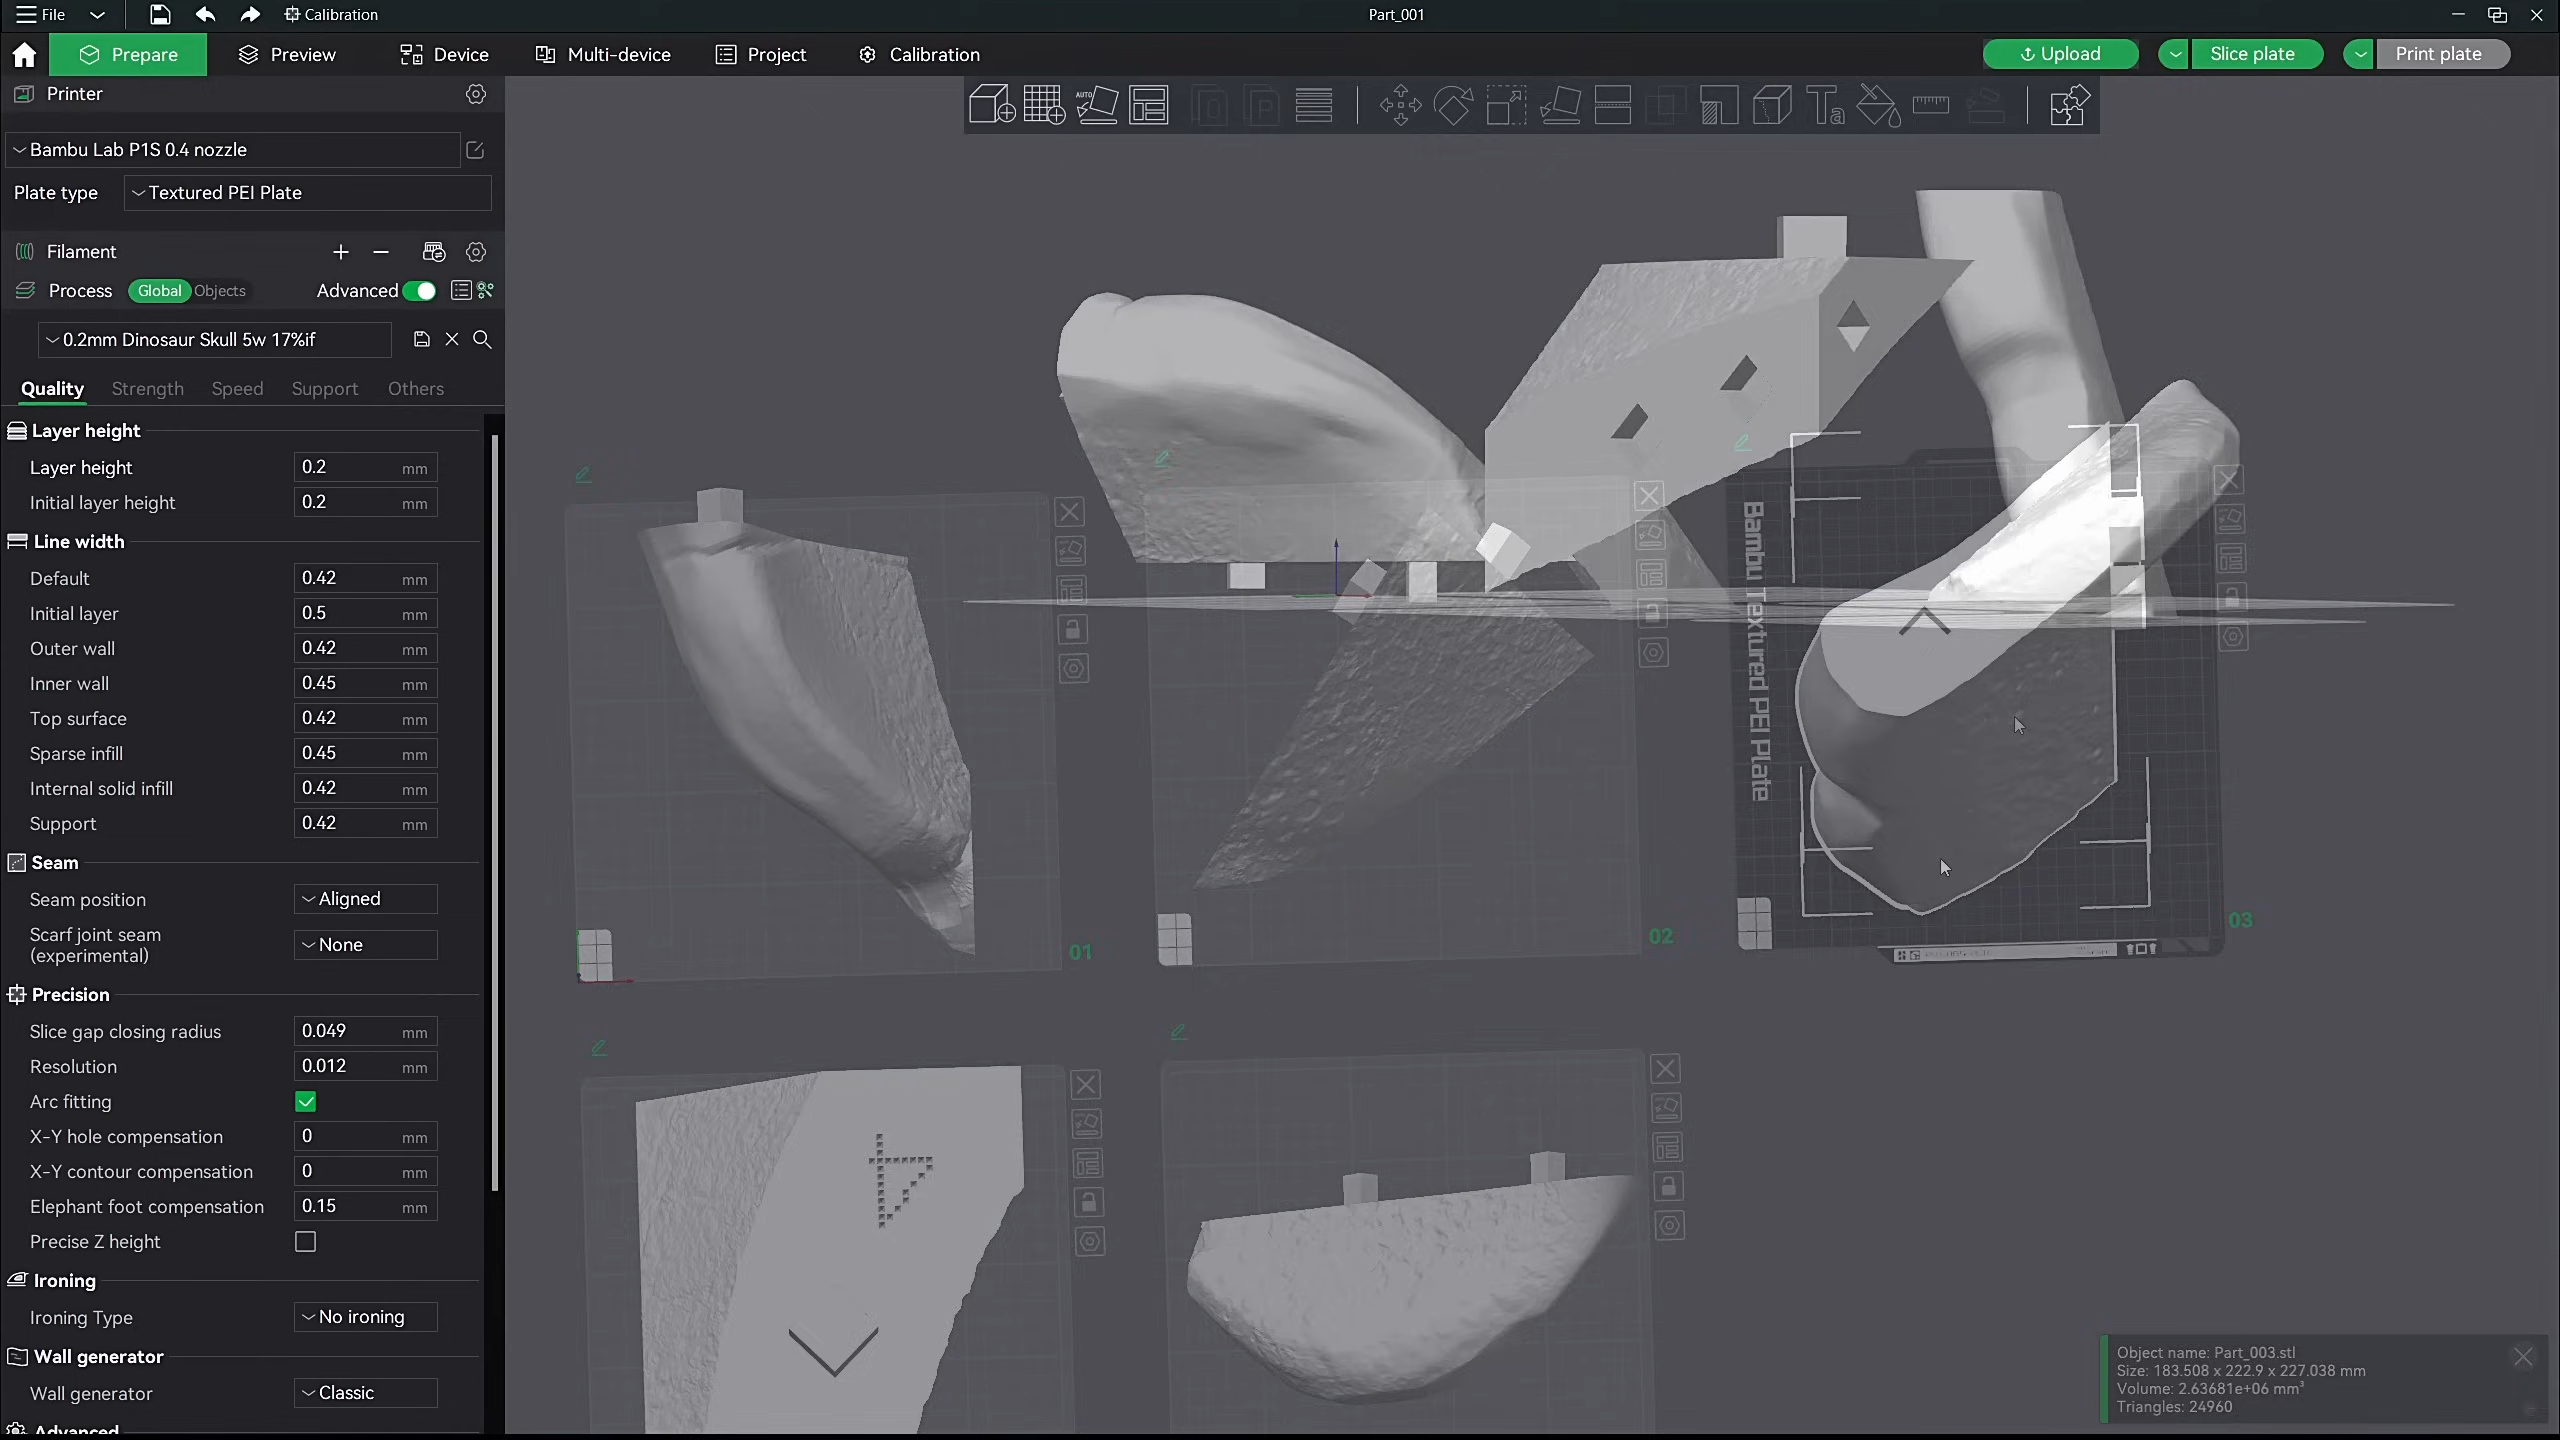 File
Calibration
Part_001
Prepare
Preview
Device
Multi-device
Project
Calibration
Upload
Slice plate
Print plate
Printer
Bambu Lab P1S 0.4 nozzle
Plate type
Textured PEI Plate
Filament
Process
Global
Objects
Advanced
0.2mm Dinosaur Skull 5w 17%if
Quality
Strength
Speed
Support
Others
Layer height
Layer height 0.2 mm
Initial layer height 0.2 mm
Line width
Default 0.42 mm
Initial layer 0.5 mm
Outer wall 0.42 mm
Inner wall 0.45 mm
Top surface 0.42 mm
Sparse infill 0.45 mm
Internal solid infill 0.42 mm
Support 0.42 mm
Seam
Seam position Aligned
Scarf joint seam
(experimental) None
Precision
Slice gap closing radius 0.049 mm
Resolution 0.012 mm
Arc fitting
X-Y hole compensation 0 mm
X-Y contour compensation 0 mm
Elephant foot compensation 0.15 mm
Precise Z height
Ironing
Ironing Type No ironing
Wall generator
Wall generator Classic
Advanced
AUTO
Ta
Bambu Textured PEI Plate
01
02
03
Object name: Part_003.stl
Size: 183.508 x 222.9 x 227.038 mm
Volume: 2.63681e+06 mm³
Triangles: 24960